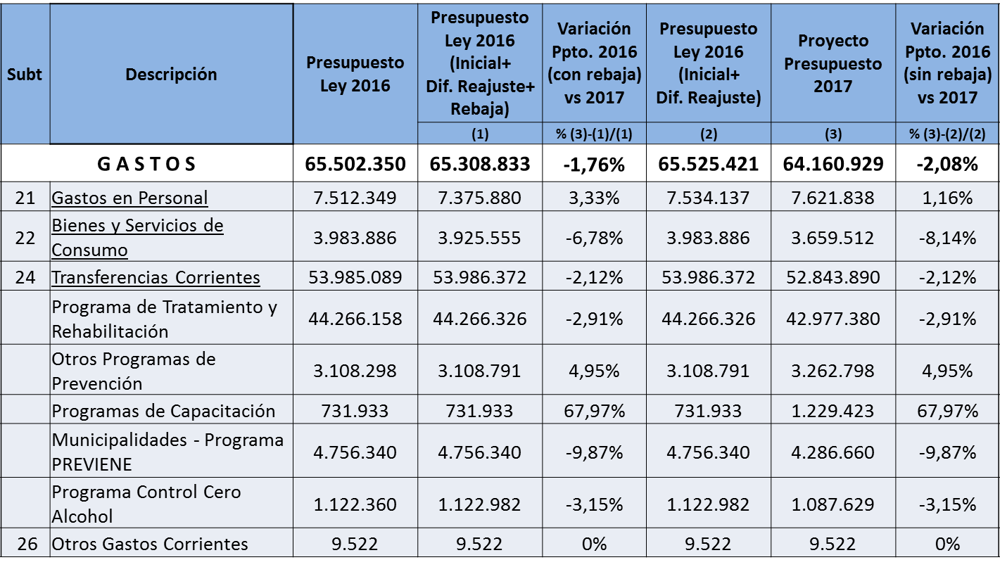 Subt Descripción Presupuesto Ley 2016 Presupuesto Ley 2016 (Inicial+ Dif. Reajuste+ Rebaja) Variación Ppto. 2016 (con rebaja) vs 2017 Presupuesto Ley 2016 (Inicial+ Dif. Reajuste) Proyecto Presupuesto 2017 Variación Ppto. 2016 (sin rebaja) vs 2017
(1) % (3)-(1)/(1) (2) (3) % (3)-(2)/(2)
G A S T O S 65.502.350 65.308.833 -1,76% 65.525.421 64.160.929 -2,08%
21 Gastos en Personal 7.512.349 7.375.880 3,33% 7.534.137 7.621.838 1,16%
22 Bienes y Servicios de Consumo 3.983.886 3.925.555 -6,78% 3.983.886 3.659.512 -8,14%
24 Transferencias Corrientes 53.985.089 53.986.372 -2,12% 53.986.372 52.843.890 -2,12%
Programa de Tratamiento y Rehabilitación 44.266.158 44.266.326 -2,91% 44.266.326 42.977.380 -2,91%
Otros Programas de Prevención 3.108.298 3.108.791 4,95% 3.108.791 3.262.798 4,95%
Programas de Capacitación 731.933 731.933 67,97% 731.933 1.229.423 67,97%
Municipalidades - Programa PREVIENE 4.756.340 4.756.340 -9,87% 4.756.340 4.286.660 -9,87%
Programa Control Cero Alcohol 1.122.360 1.122.982 -3,15% 1.122.982 1.087.629 -3,15%
26 Otros Gastos Corrientes 9.522 9.522 0% 9.522 9.522 0%